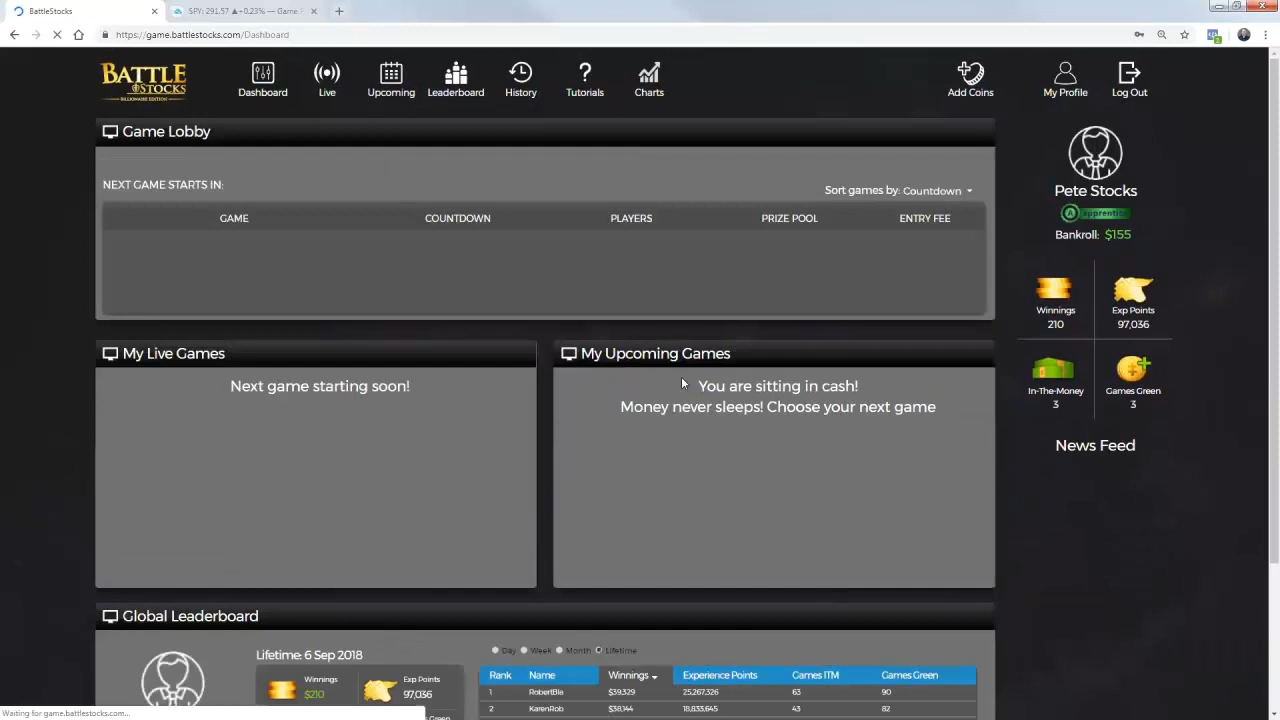 BattleStocks
SPY: 291.57 ▲+0.23% — Game.
https://game.battlestocks.com/Dashboard
BATTLE
STOCKS
BILLIONAIRE EDITION
Dashboard
Live
Upcoming
Leaderboard
History
Tutorials
Charts
Add Coins
My Profile
Log Out
Game Lobby
NEXT GAME STARTS IN:
Sort games by: Countdown
GAME COUNTDOWN PLAYERS PRIZE POOL ENTRY FEE
Pete Stocks
A apprentice
Bankroll: $155
Winnings
210
Exp Points
97,036
In-The-Money
3
Games Green
3
News Feed
My Live Games
Next game starting soon!
My Upcoming Games
You are sitting in cash!
Money never sleeps! Choose your next game
Global Leaderboard
Lifetime: 6 Sep 2018
Winnings
$210
Exp Points
97,036
Day Week Month Lifetime
Rank Name Winnings Experience Points Games ITM Games Green
1 RobertBla $39,329 25,267,326 63 90
2 KarenRob $38,144 18,833,645 43 82
Waiting for game.battlestocks.com...